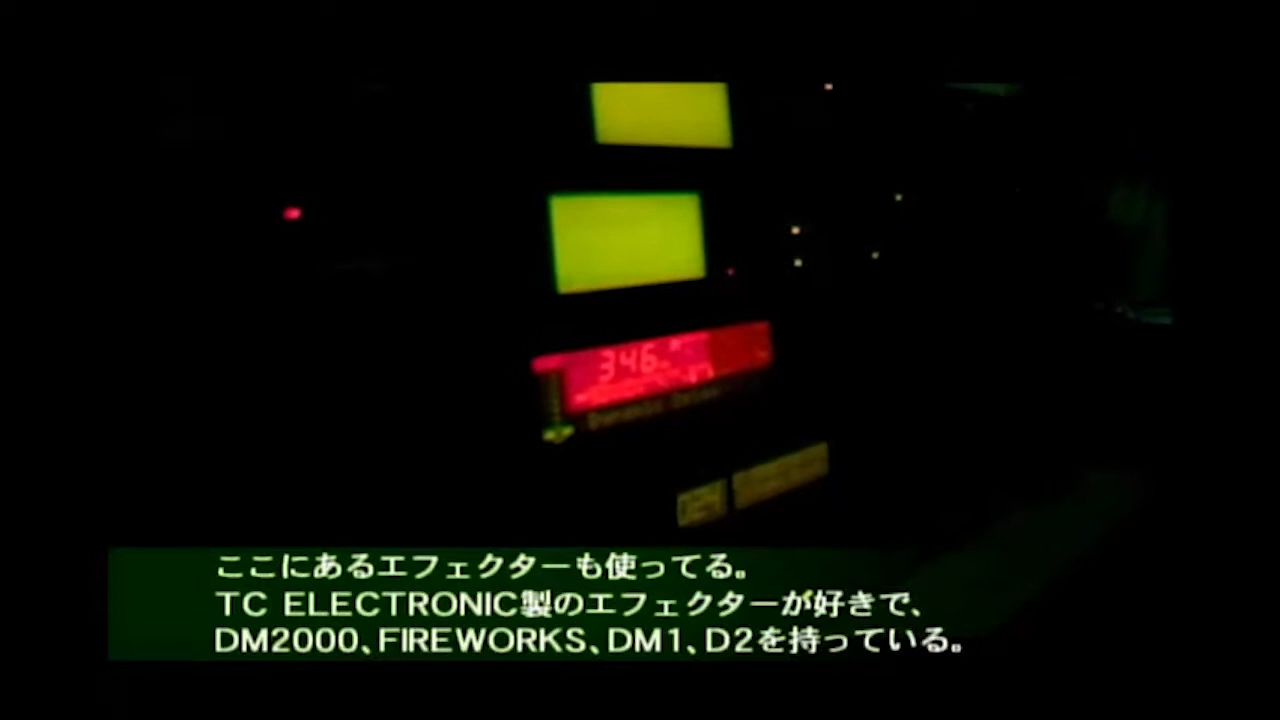 346
ここにあるエフェクターも使ってる。
TC ELECTRONIC製のエフェクターが好きで、
DM2000、FIREWORKS、DM1、D2を持っている。